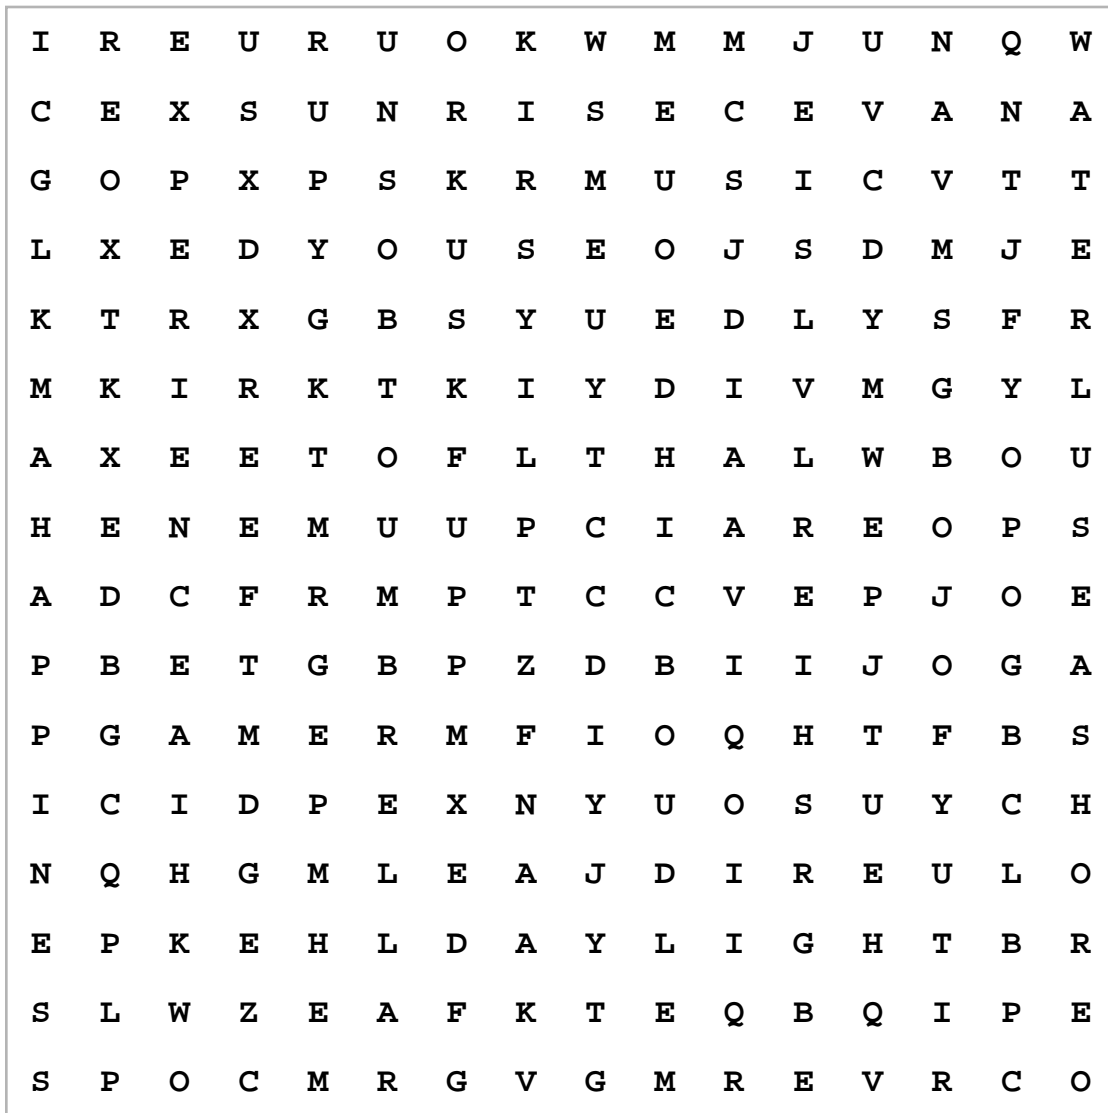 I R E U R U O K W M M J U N Q W
C E X S U N R I S E C E V A N A
G O P X P S K R M U S I C V T T
L X E D Y O U S E O J S D M J E
K T R X G B S Y U E D L Y S F R
M K I R K T K I Y D I V M G Y L
A X E E T O F L T H A L W B O U
H E N E M U U P C I A R E O P S
A D C F R M P T C C V E P J O E
P B E T G B P Z D B I I J O G A
P G A M E R M F I O Q H T F B S
I C I D P E X N Y U O S U Y C H
N Q H G M L E A J D I R E U L O
E P K E H L D A Y L I G H T B R
S L W Z E A F K T E Q B Q I P E
S P O C M R G V G M R E V R C O